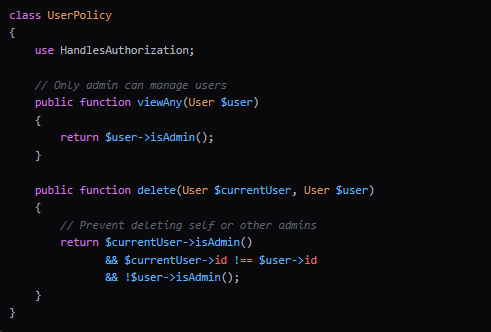 class UserPolicy
{
    use HandlesAuthorization;

    // Only admin can manage users
    public function viewAny(User $user)
    {
        return $user->isAdmin();
    }

    public function delete(User $currentUser, User $user)
    {
        // Prevent deleting self or other admins
        return $currentUser->isAdmin()
               && $currentUser->id !== $user->id
               && !$user->isAdmin();
    }
}